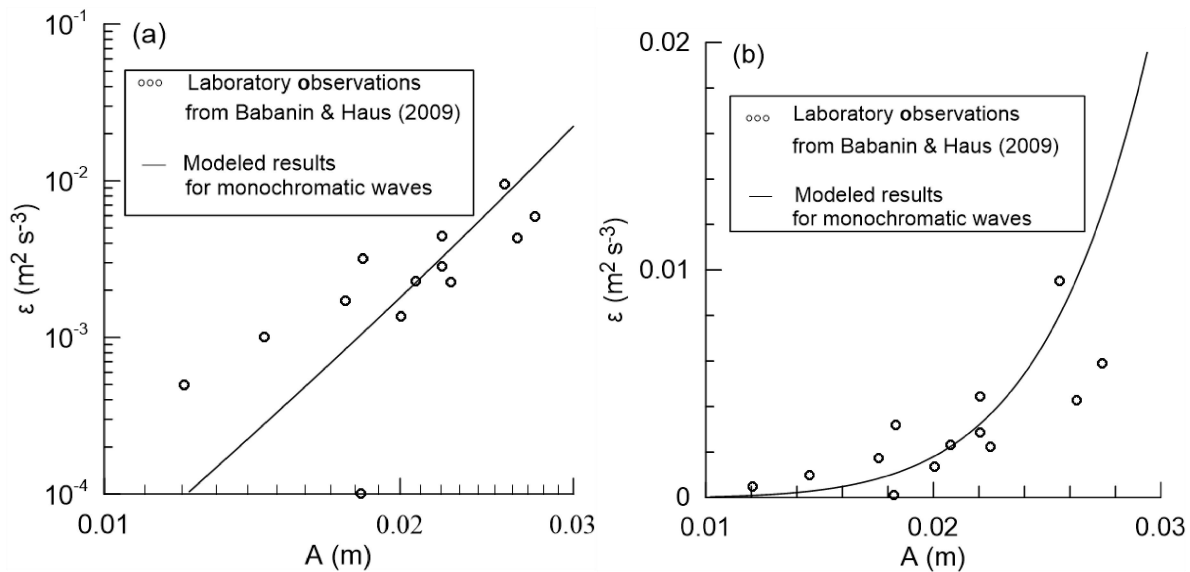 (a)
10⁻¹
10⁻²
10⁻³
10⁻⁴
ε (m² s⁻³)
ooo Laboratory observations
from Babanin & Haus (2009)
— Modeled results
for monochromatic waves
0.01 0.02 0.03
A (m)
(b)
0.02
0.01
0
ε (m² s⁻³)
ooo Laboratory observations
from Babanin & Haus (2009)
— Modeled results
for monochromatic waves
0.01 0.02 0.03
A (m)